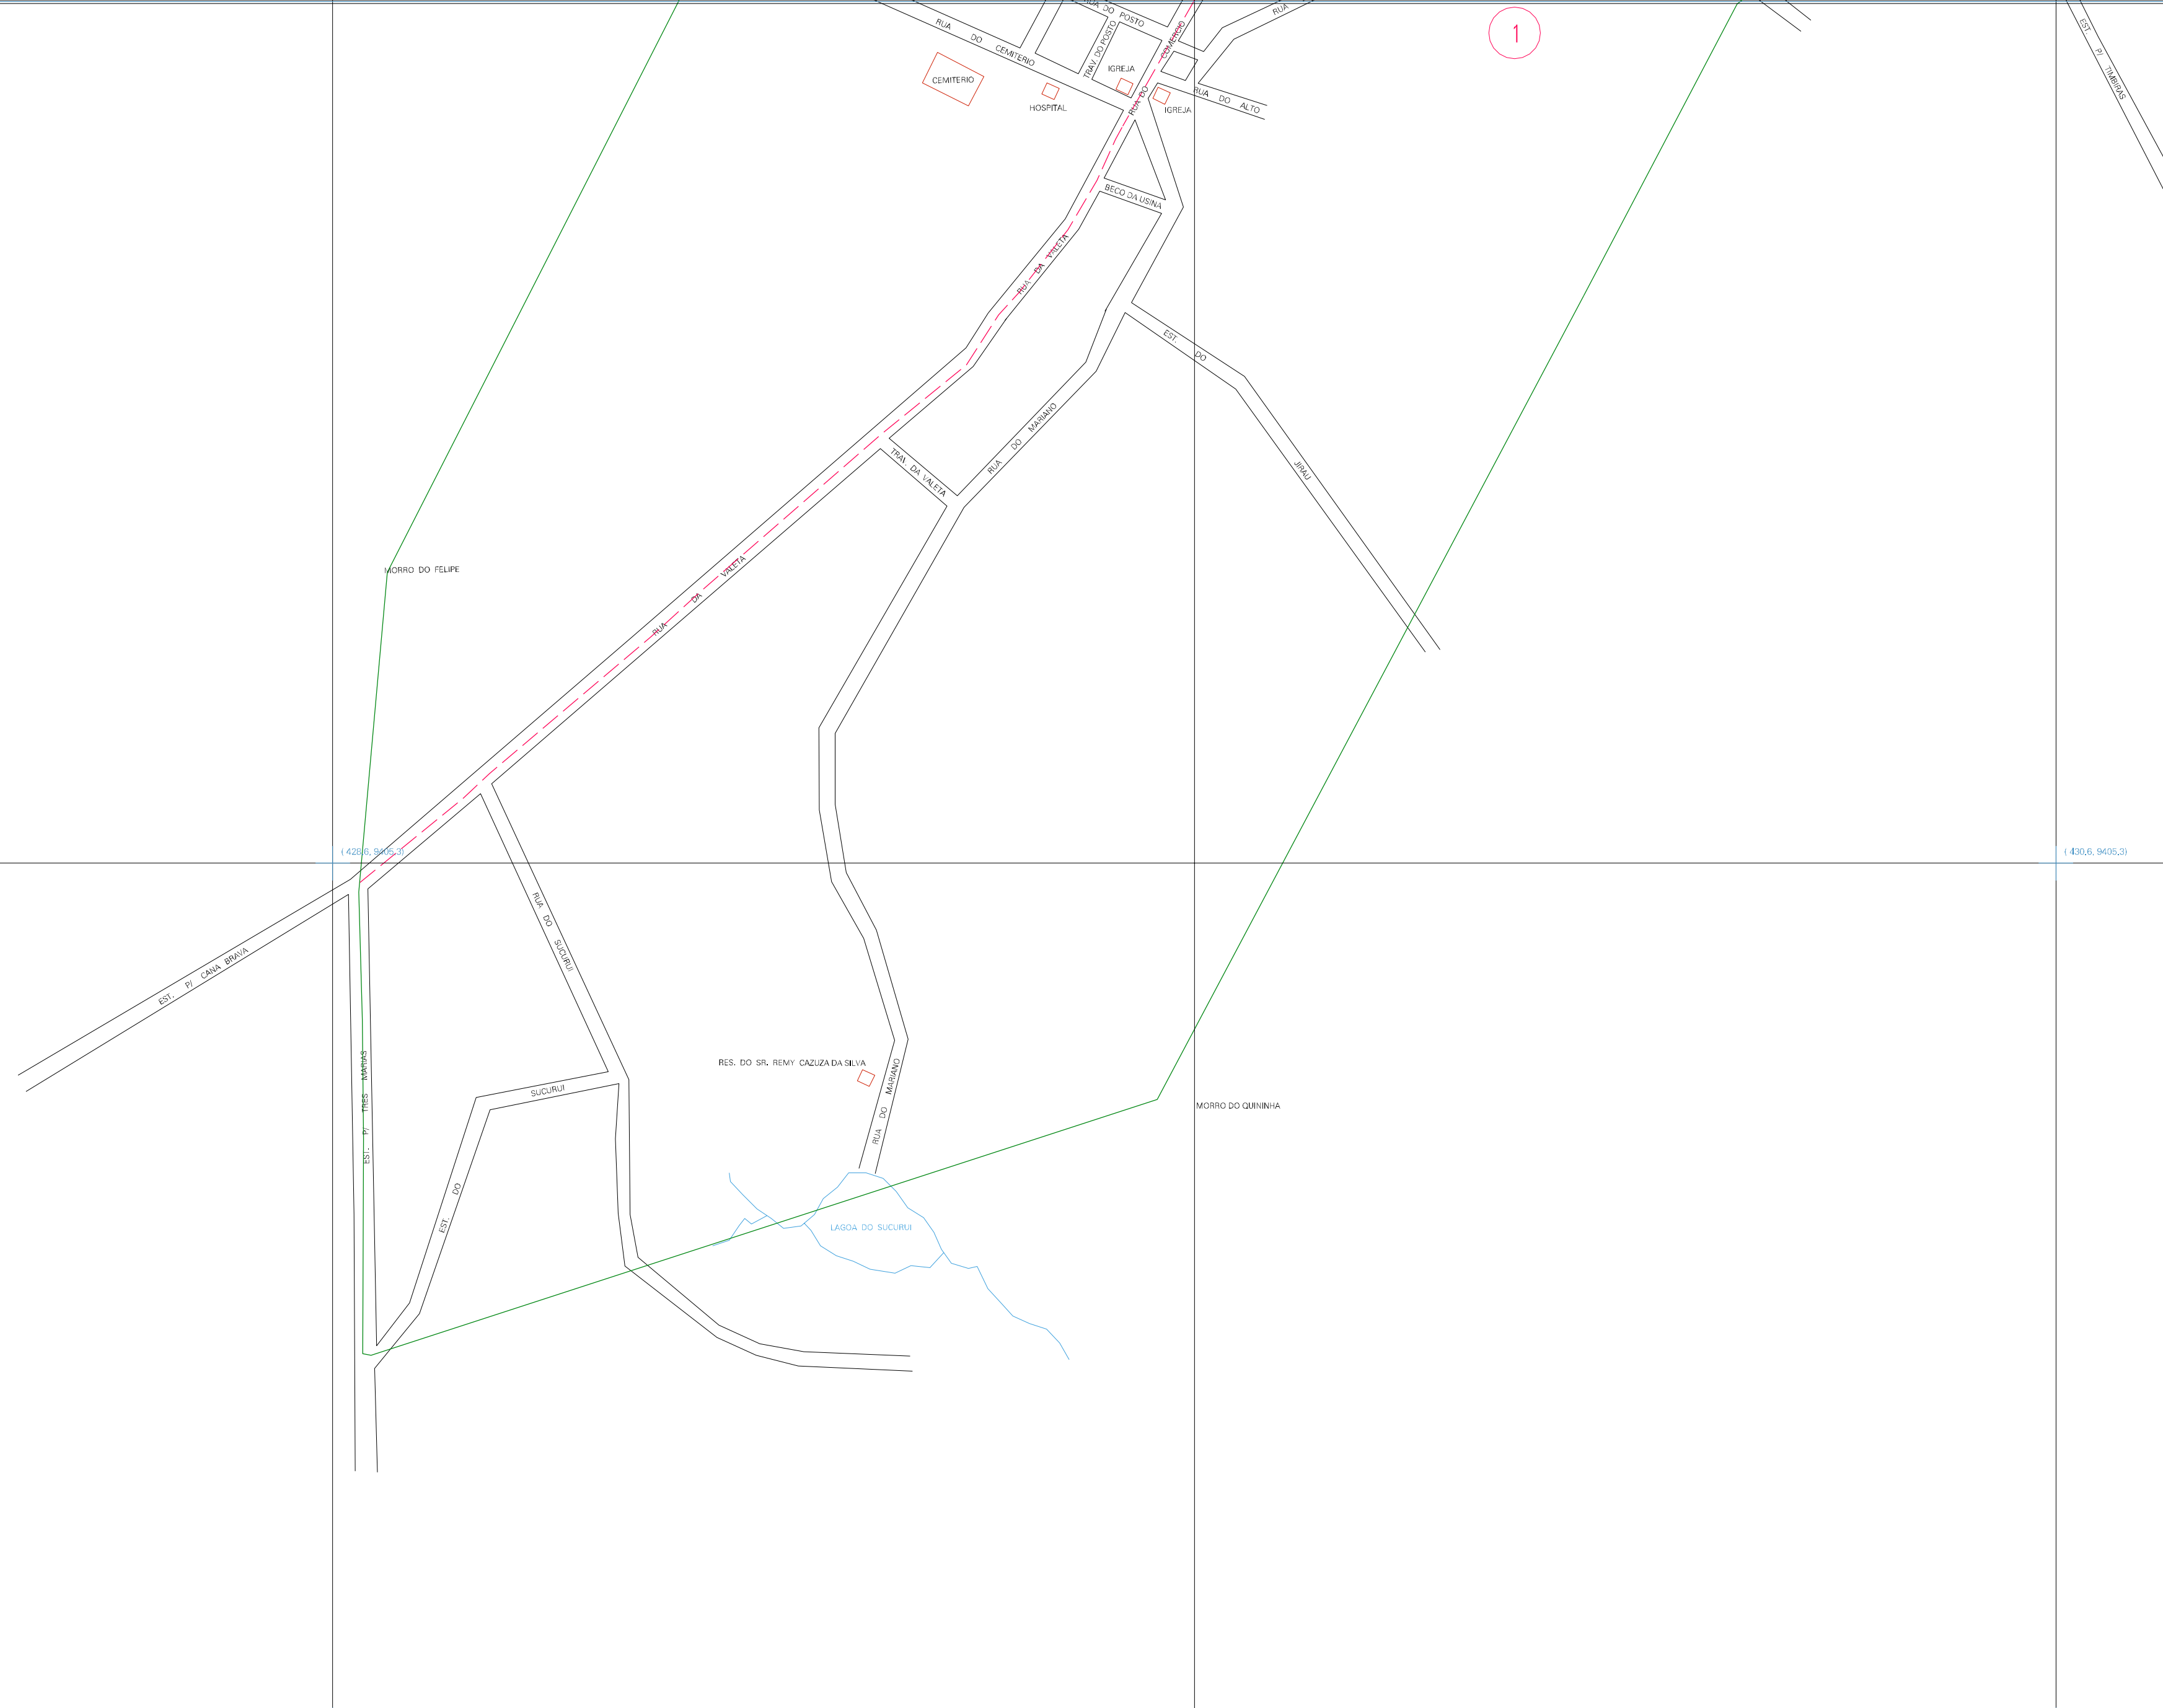 RUA DO POSTO
RUA
1
EST. P/ TIMBIRAS
RUA DO CEMITERIO
TRAV. DO POSTO
RUA DO COMERCIO
IGREJA
CEMITERIO
HOSPITAL
IGREJA
RUA DO ALTO
BECO DA USINA
RUA DA VALETA
EST. DO JIRAU
RUA DO MARIANO
TRAV. DA VALETA
MORRO DO FELIPE
RUA DA VALETA
( 428,6, 9405,3)
( 430,6, 9405,3)
RUA DO SUCURUI
EST. P/ CANA BRAVA
EST. P/ TRES MARIAS
RES. DO SR. REMY CAZUZA DA SILVA
EST. DO SUCURUI
RUA DO MARIANO
MORRO DO QUININHA
LAGOA DO SUCURUI